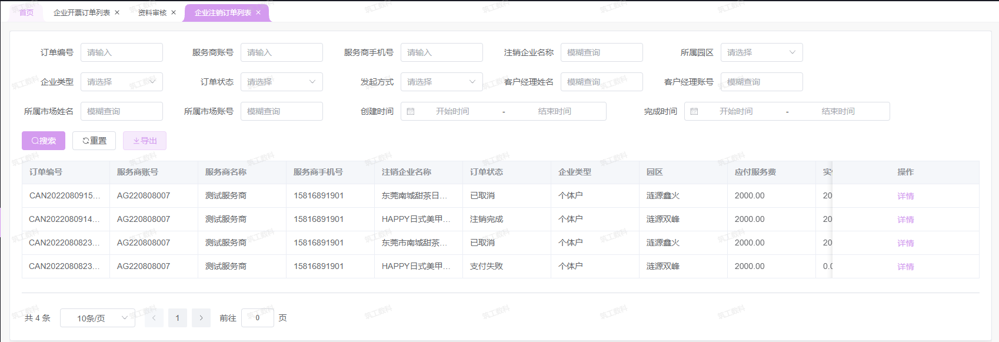 首页 企业开票订单列表 × 资料审核 × 企业注销订单列表 ×
订单编号 请输入 服务商账号 请输入 服务商手机号 请输入 注销企业名称 模糊查询 所属园区 请选择
企业类型 请选择 订单状态 请选择 发起方式 请选择 客户经理姓名 模糊查询 客户经理账号 模糊查询
所属市场姓名 模糊查询 所属市场账号 模糊查询 创建时间 开始时间 - 结束时间 完成时间 开始时间 - 结束时间
搜索 重置 导出
订单编号 服务商账号 服务商名称 服务商手机号 注销企业名称 订单状态 企业类型 园区 应付服务费 操作
CAN2022080915... AG220808007 测试服务商 15816891901 东莞南城甜茶日... 已取消 个体户 涟源鑫火 2000.00 20 详情
CAN2022080914... AG220808007 测试服务商 15816891901 HAPPY日式美甲... 注销完成 个体户 涟源双峰 2000.00 20 详情
CAN2022080823... AG220808007 测试服务商 15816891901 东莞市南城甜茶... 已取消 个体户 涟源鑫火 2000.00 20 详情
CAN2022080823... AG220808007 测试服务商 15816891901 HAPPY日式美甲... 支付失败 个体户 涟源双峰 2000.00 0.0 详情
共 4 条 10条/页 < 1 > 前往 0 页